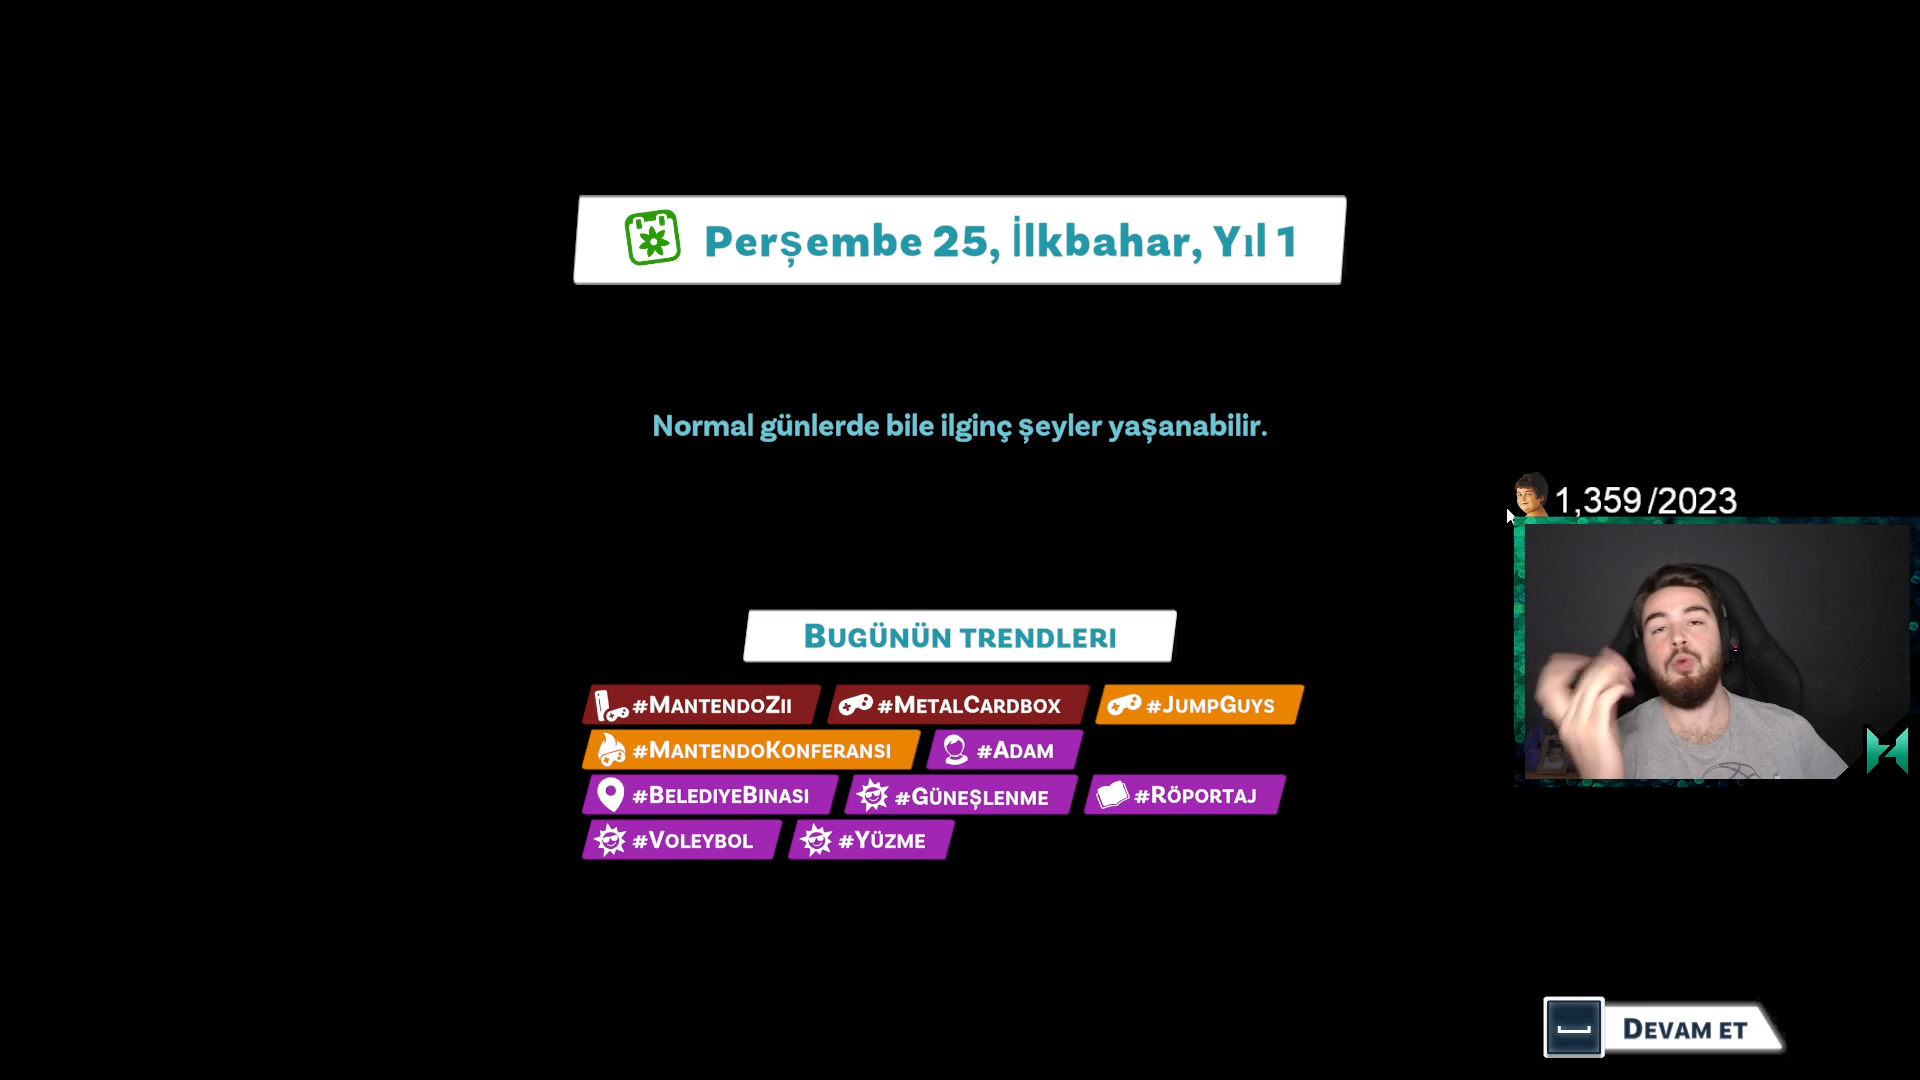 Perşembe 25, İlkbahar, Yıl 1
Normal günlerde bile ilginç şeyler yaşanabilir.
1,359/2023
BUGÜNÜN TRENDLERI
#MANTENDOZII #METALCARDBOX #JUMPGUYS
#MANTENDOKONFERANSI #ADAM
#BELEDIYEBINASI #GÜNEŞLENME #RÖPORTAJ
#VOLEYBOL #YÜZME
DEVAM ET